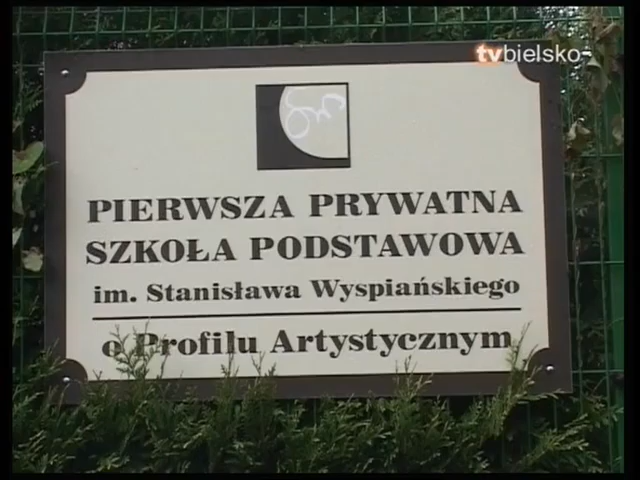 tvbielsko
PIERWSZA PRYWATNA
SZKOŁA PODSTAWOWA
im. Stanisława Wyspiańskiego
o Profilu Artystycznym